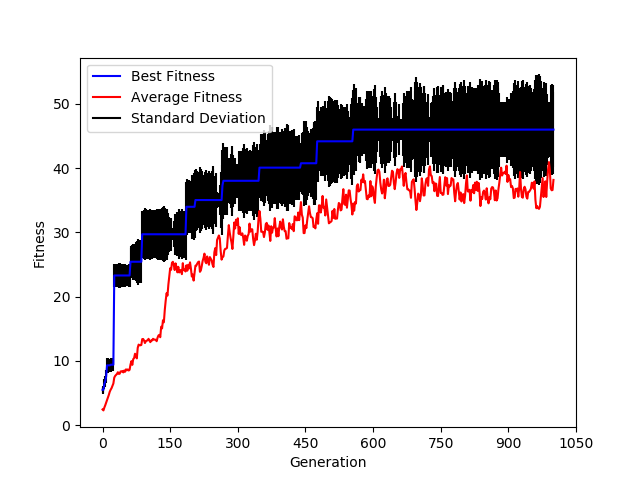 Best Fitness
Average Fitness
Standard Deviation
50
40
30
20
10
0
Fitness
0 150 300 450 600 750 900 1050
Generation